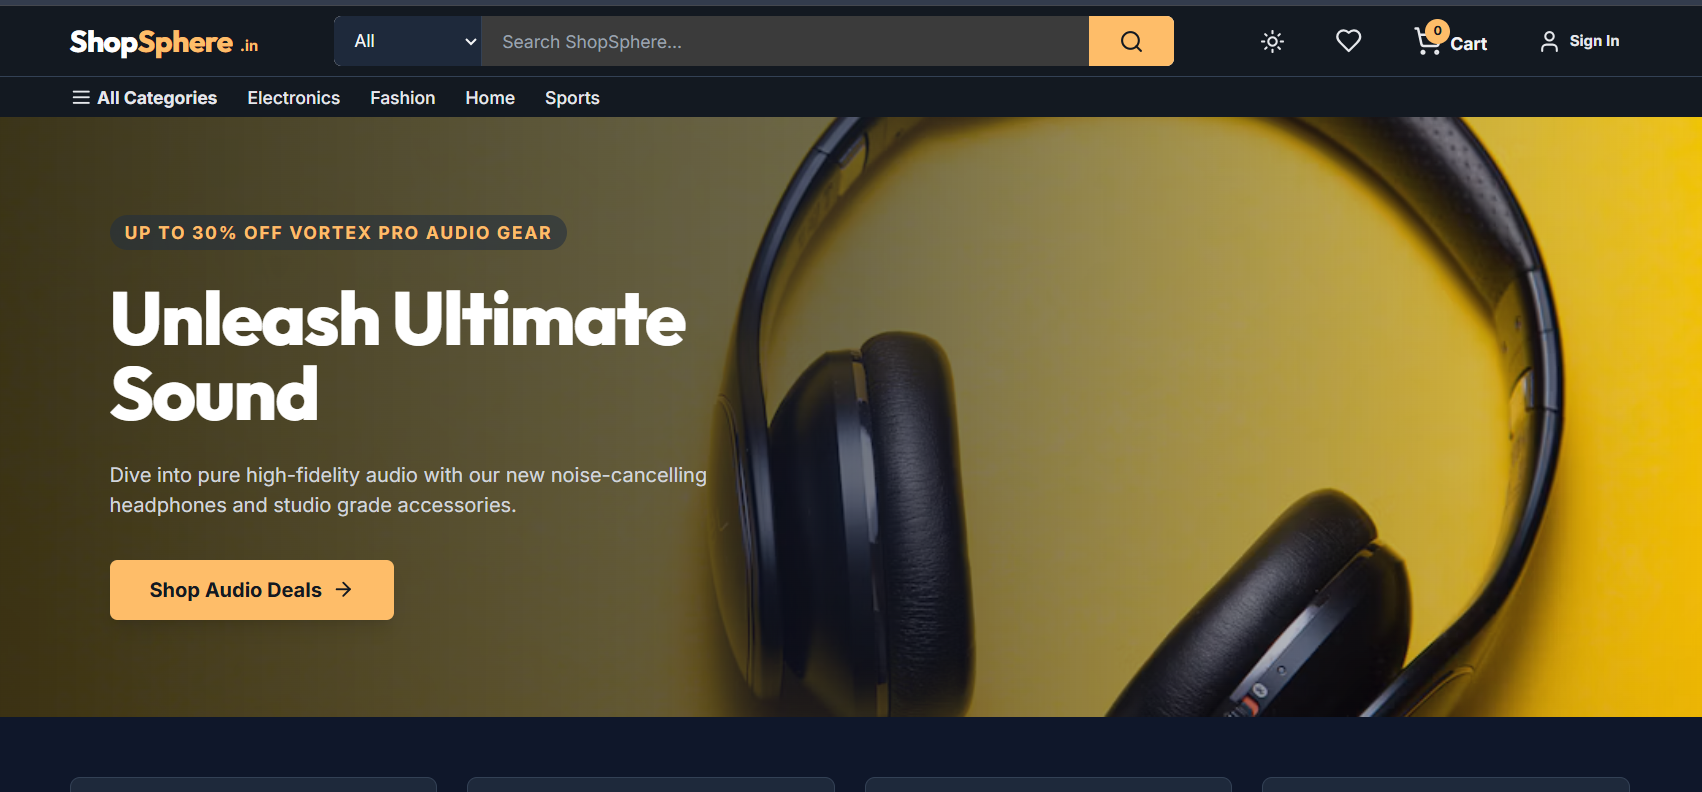 ShopSphere .in
All
Search ShopSphere...
0
Cart
Sign In
All Categories
Electronics
Fashion
Home
Sports
UP TO 30% OFF VORTEX PRO AUDIO GEAR
Unleash Ultimate
Sound
Dive into pure high-fidelity audio with our new noise-cancelling
headphones and studio grade accessories.
Shop Audio Deals